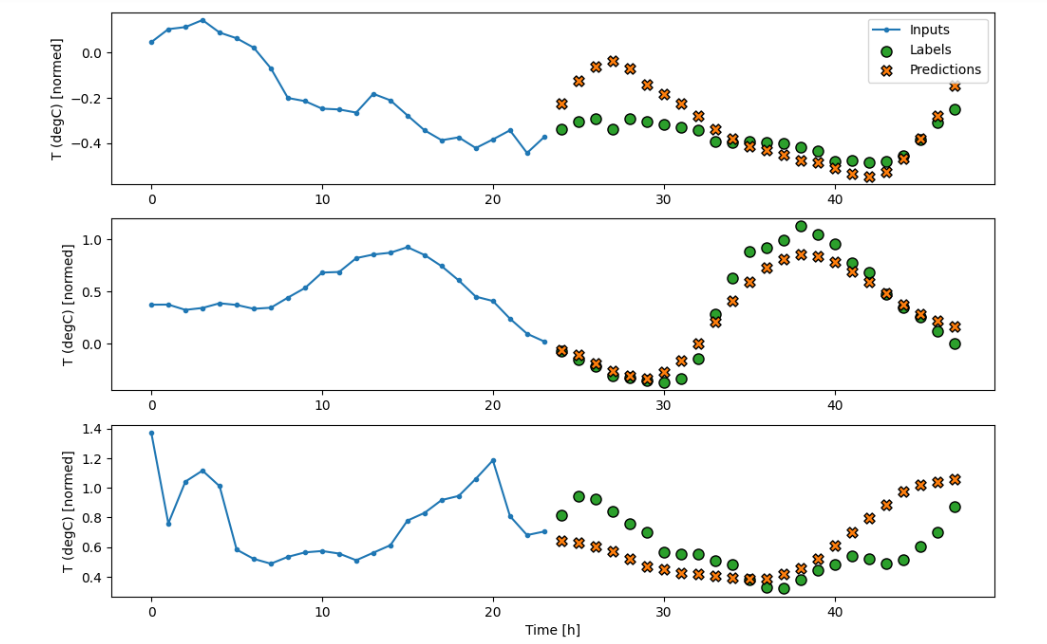 Inputs
Labels
Predictions
T (degC) [normed]
0.0
−0.2
−0.4
0 10 20 30 40
T (degC) [normed]
1.0
0.5
0.0
0 10 20 30 40
T (degC) [normed]
1.4
1.2
1.0
0.8
0.6
0.4
0 10 20 30 40
Time [h]